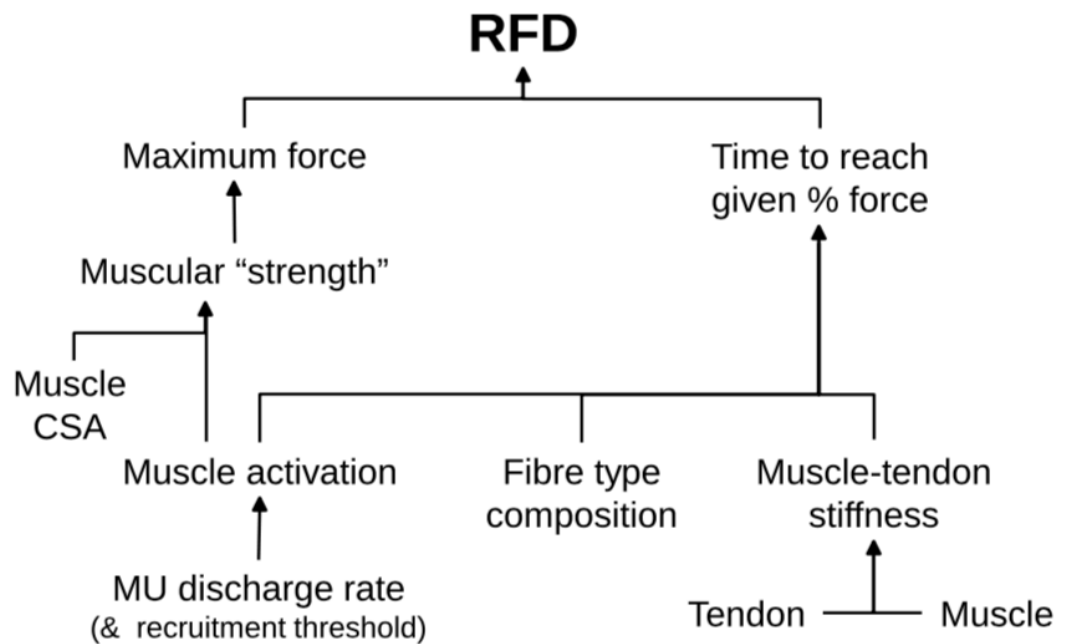 RFD
Maximum force
Time to reach
given % force
Muscular “strength”
Muscle
CSA
Muscle activation
Fibre type
composition
Muscle-tendon
stiffness
MU discharge rate
(& recruitment threshold)
Tendon
Muscle